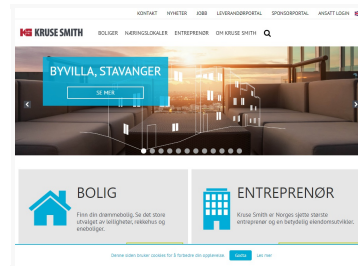 KONTAKT NYHETER JOBB LEVERANDØRPORTAL SPONSORPORTAL ANSATT LOGIN
KRUSE SMITH
BOLIGER NÆRINGSLOKALER ENTREPRENØR OM KRUSE SMITH
BYVILLA, STAVANGER
SE MER
BOLIG
Finn din drømmebolig. Se det store
utvalget av leiligheter, rekkehus og
eneboliger.
ENTREPRENØR
Kruse Smith er Norges sjette største
entreprenør og en betydelig eiendomsutvikler.
Denne siden bruker cookies for å forbedre din opplevelse. Godta Les mer